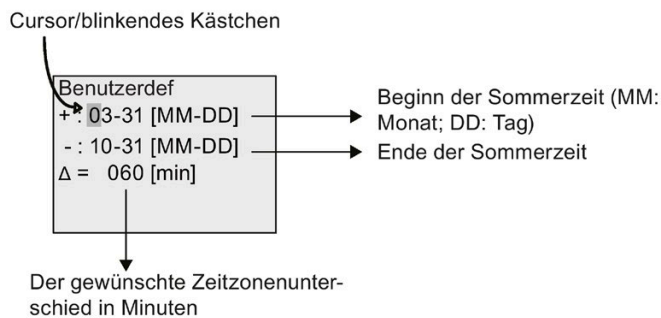 Cursor/blinkendes Kästchen
Benutzerdef
+ : 03-31 [MM-DD]
- : 10-31 [MM-DD]
Δ = 060 [min]
Beginn der Sommerzeit (MM:
Monat; DD: Tag)
Ende der Sommerzeit
Der gewünschte Zeitzonenunter-
schied in Minuten